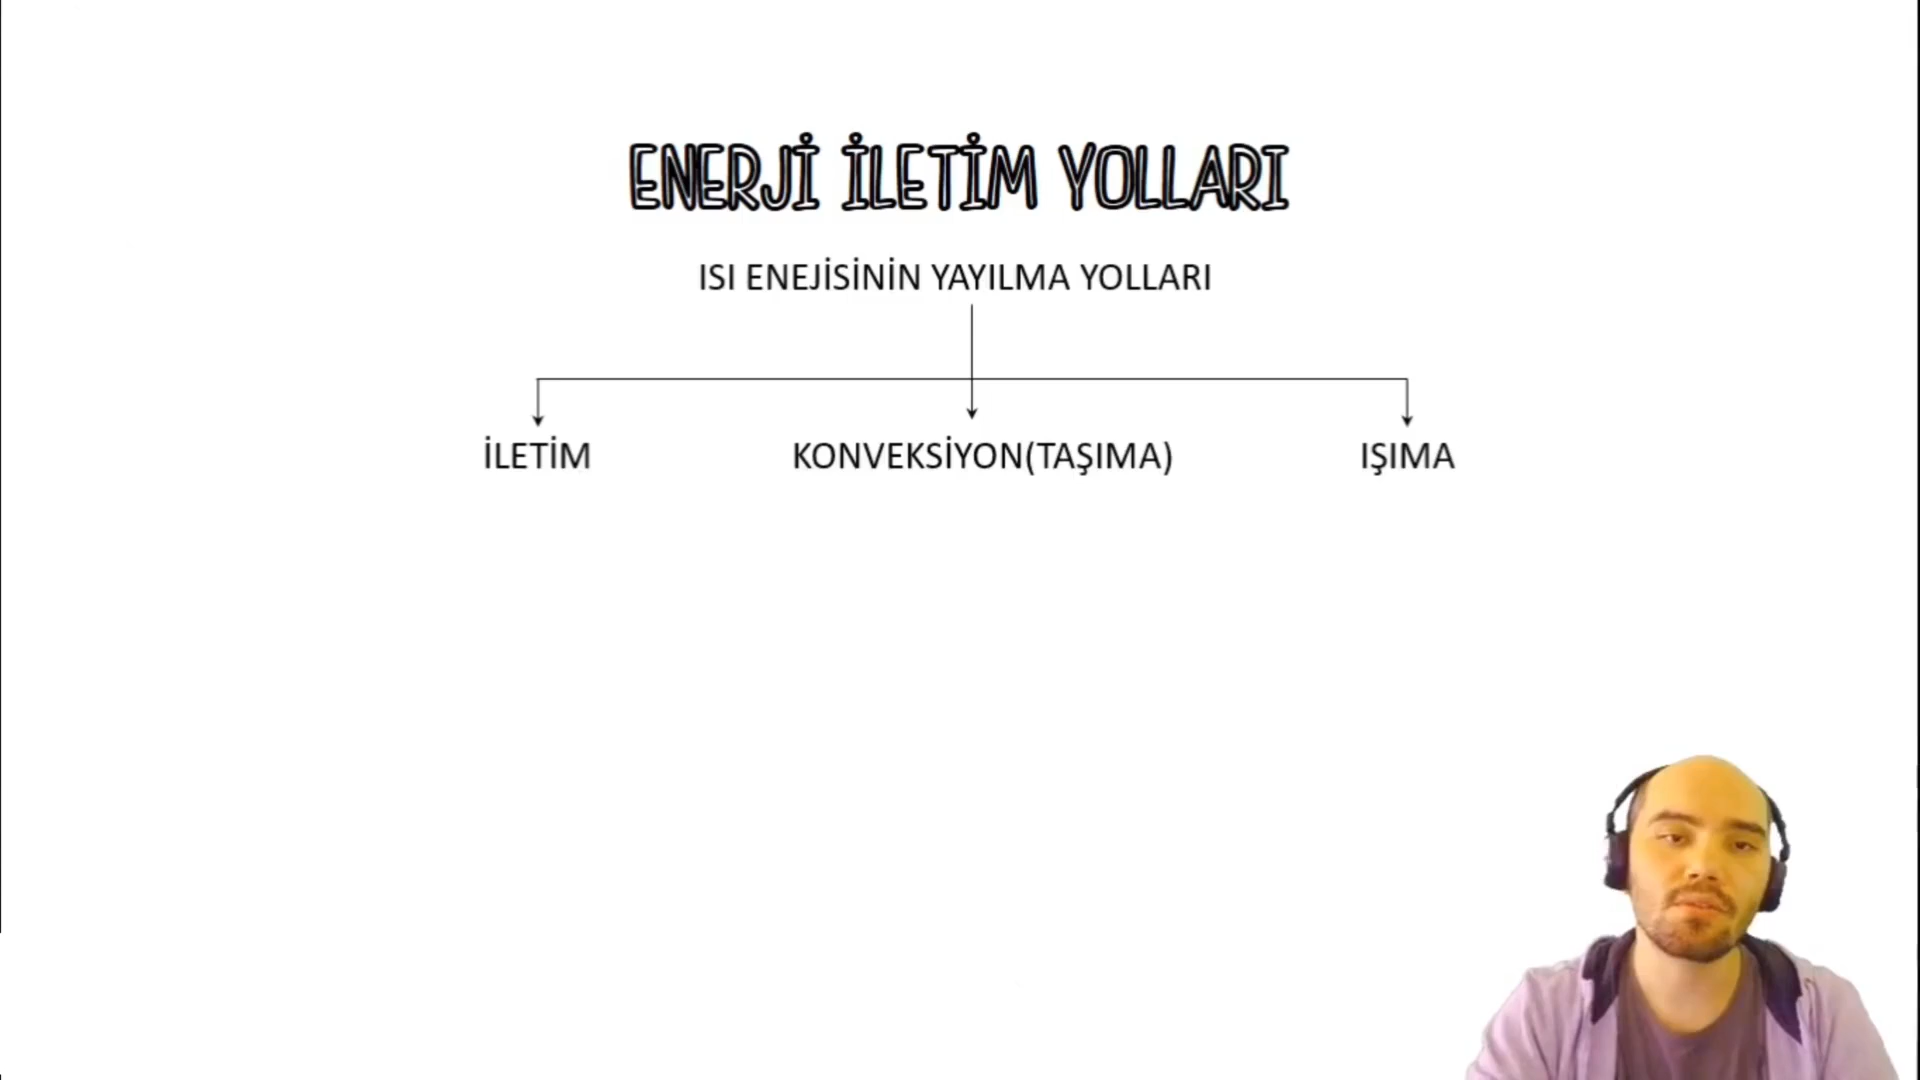 ENERJİ İLETİM YOLLARI
ISI ENEJİSİNİN YAYILMA YOLLARI
İLETİM KONVEKSİYON(TAŞIMA) IŞIMA